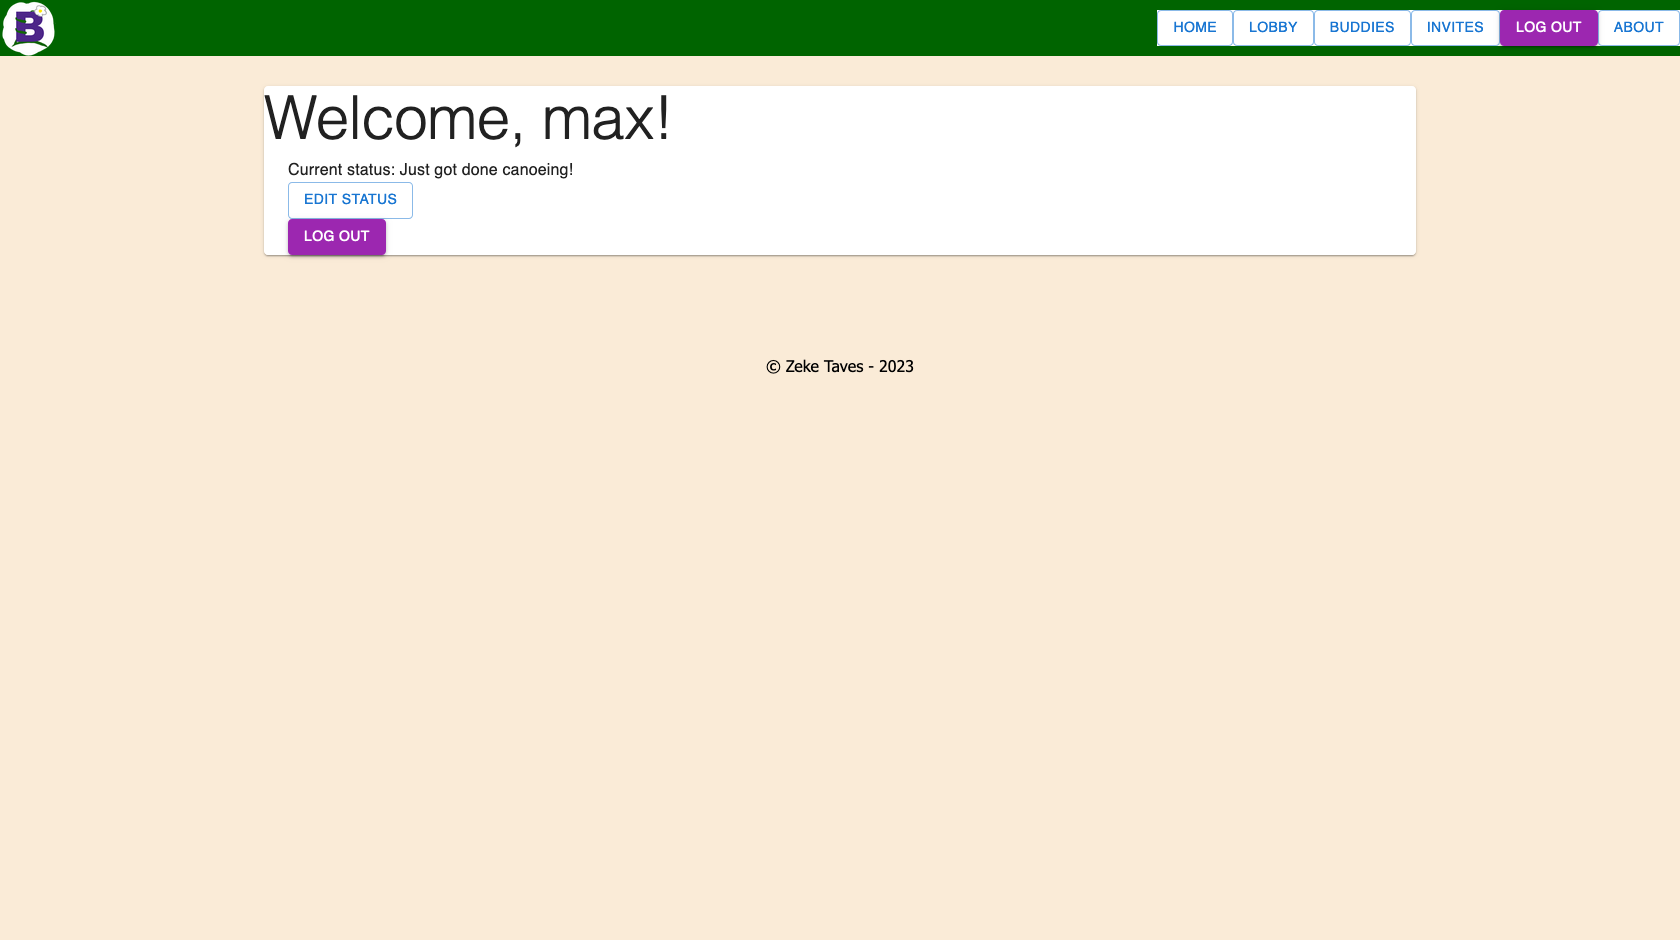 B
HOME LOBBY BUDDIES INVITES LOG OUT ABOUT
Welcome, max!
Current status: Just got done canoeing!
EDIT STATUS
LOG OUT
© Zeke Taves - 2023